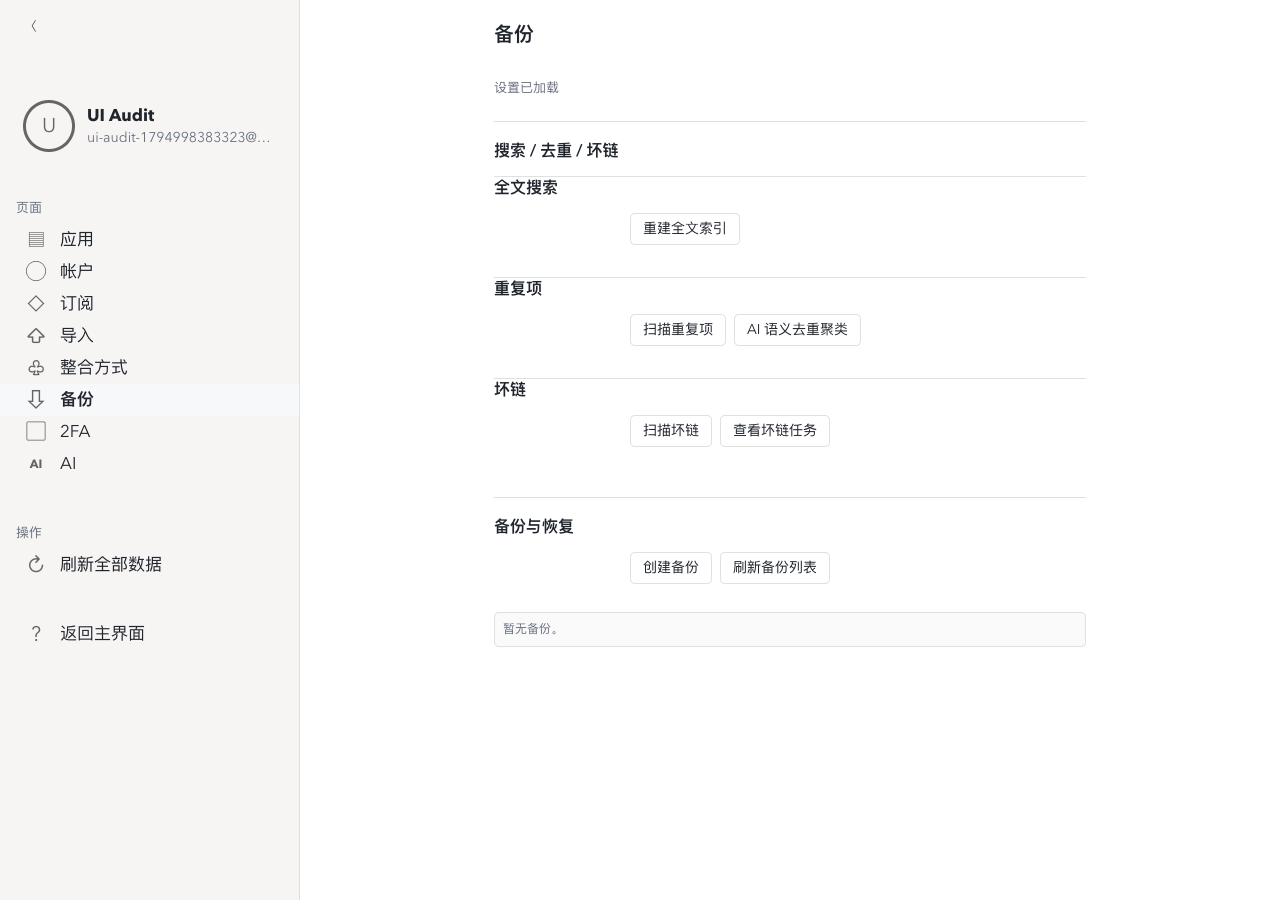 〈
U
UI Audit
ui-audit-1794998383323@…
页面
应用
帐户
订阅
导入
整合方式
备份
2FA
AI AI
操作
刷新全部数据
? 返回主界面
备份
设置已加载
搜索 / 去重 / 坏链
全文搜索
重建全文索引
重复项
扫描重复项 AI 语义去重聚类
坏链
扫描坏链 查看坏链任务
备份与恢复
创建备份 刷新备份列表
暂无备份。